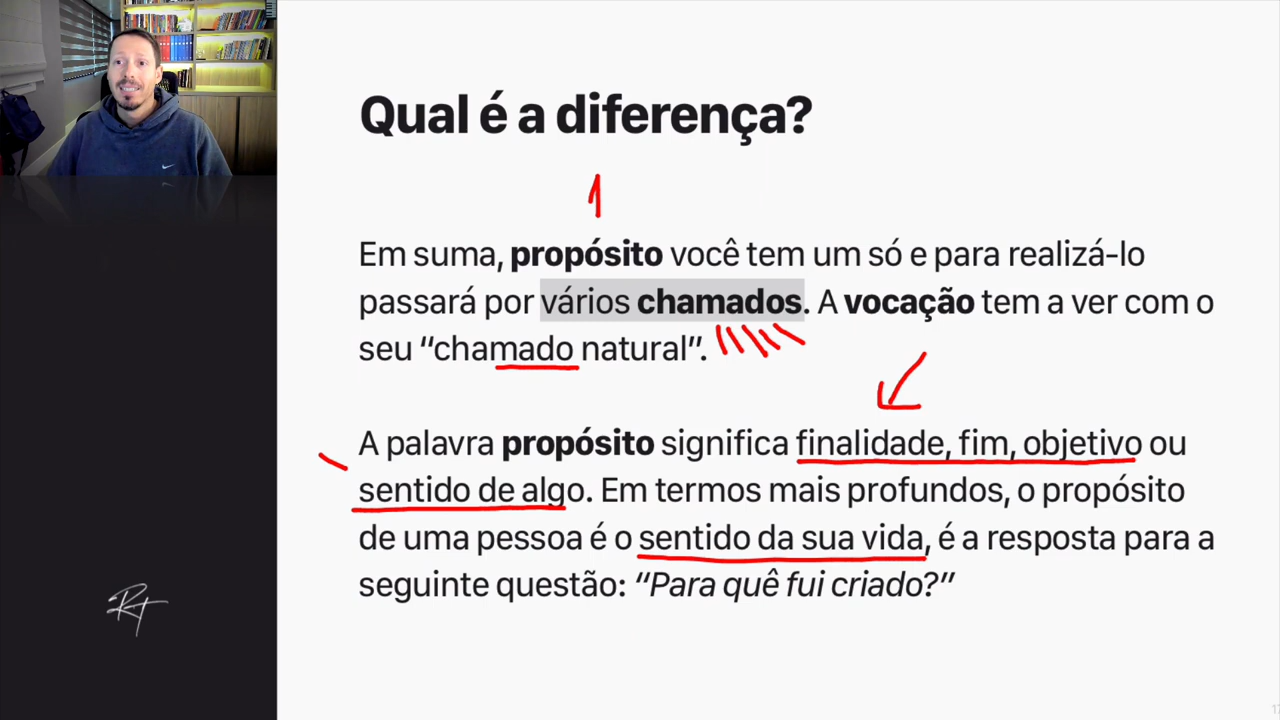 Qual é a diferença?
1
Em suma, propósito você tem um só e para realizá-lo
passará por vários chamados. A vocação tem a ver com o
seu “chamado natural”.
A palavra propósito significa finalidade, fim, objetivo ou
sentido de algo. Em termos mais profundos, o propósito
de uma pessoa é o sentido da sua vida, é a resposta para a
seguinte questão: “Para quê fui criado?”
RT